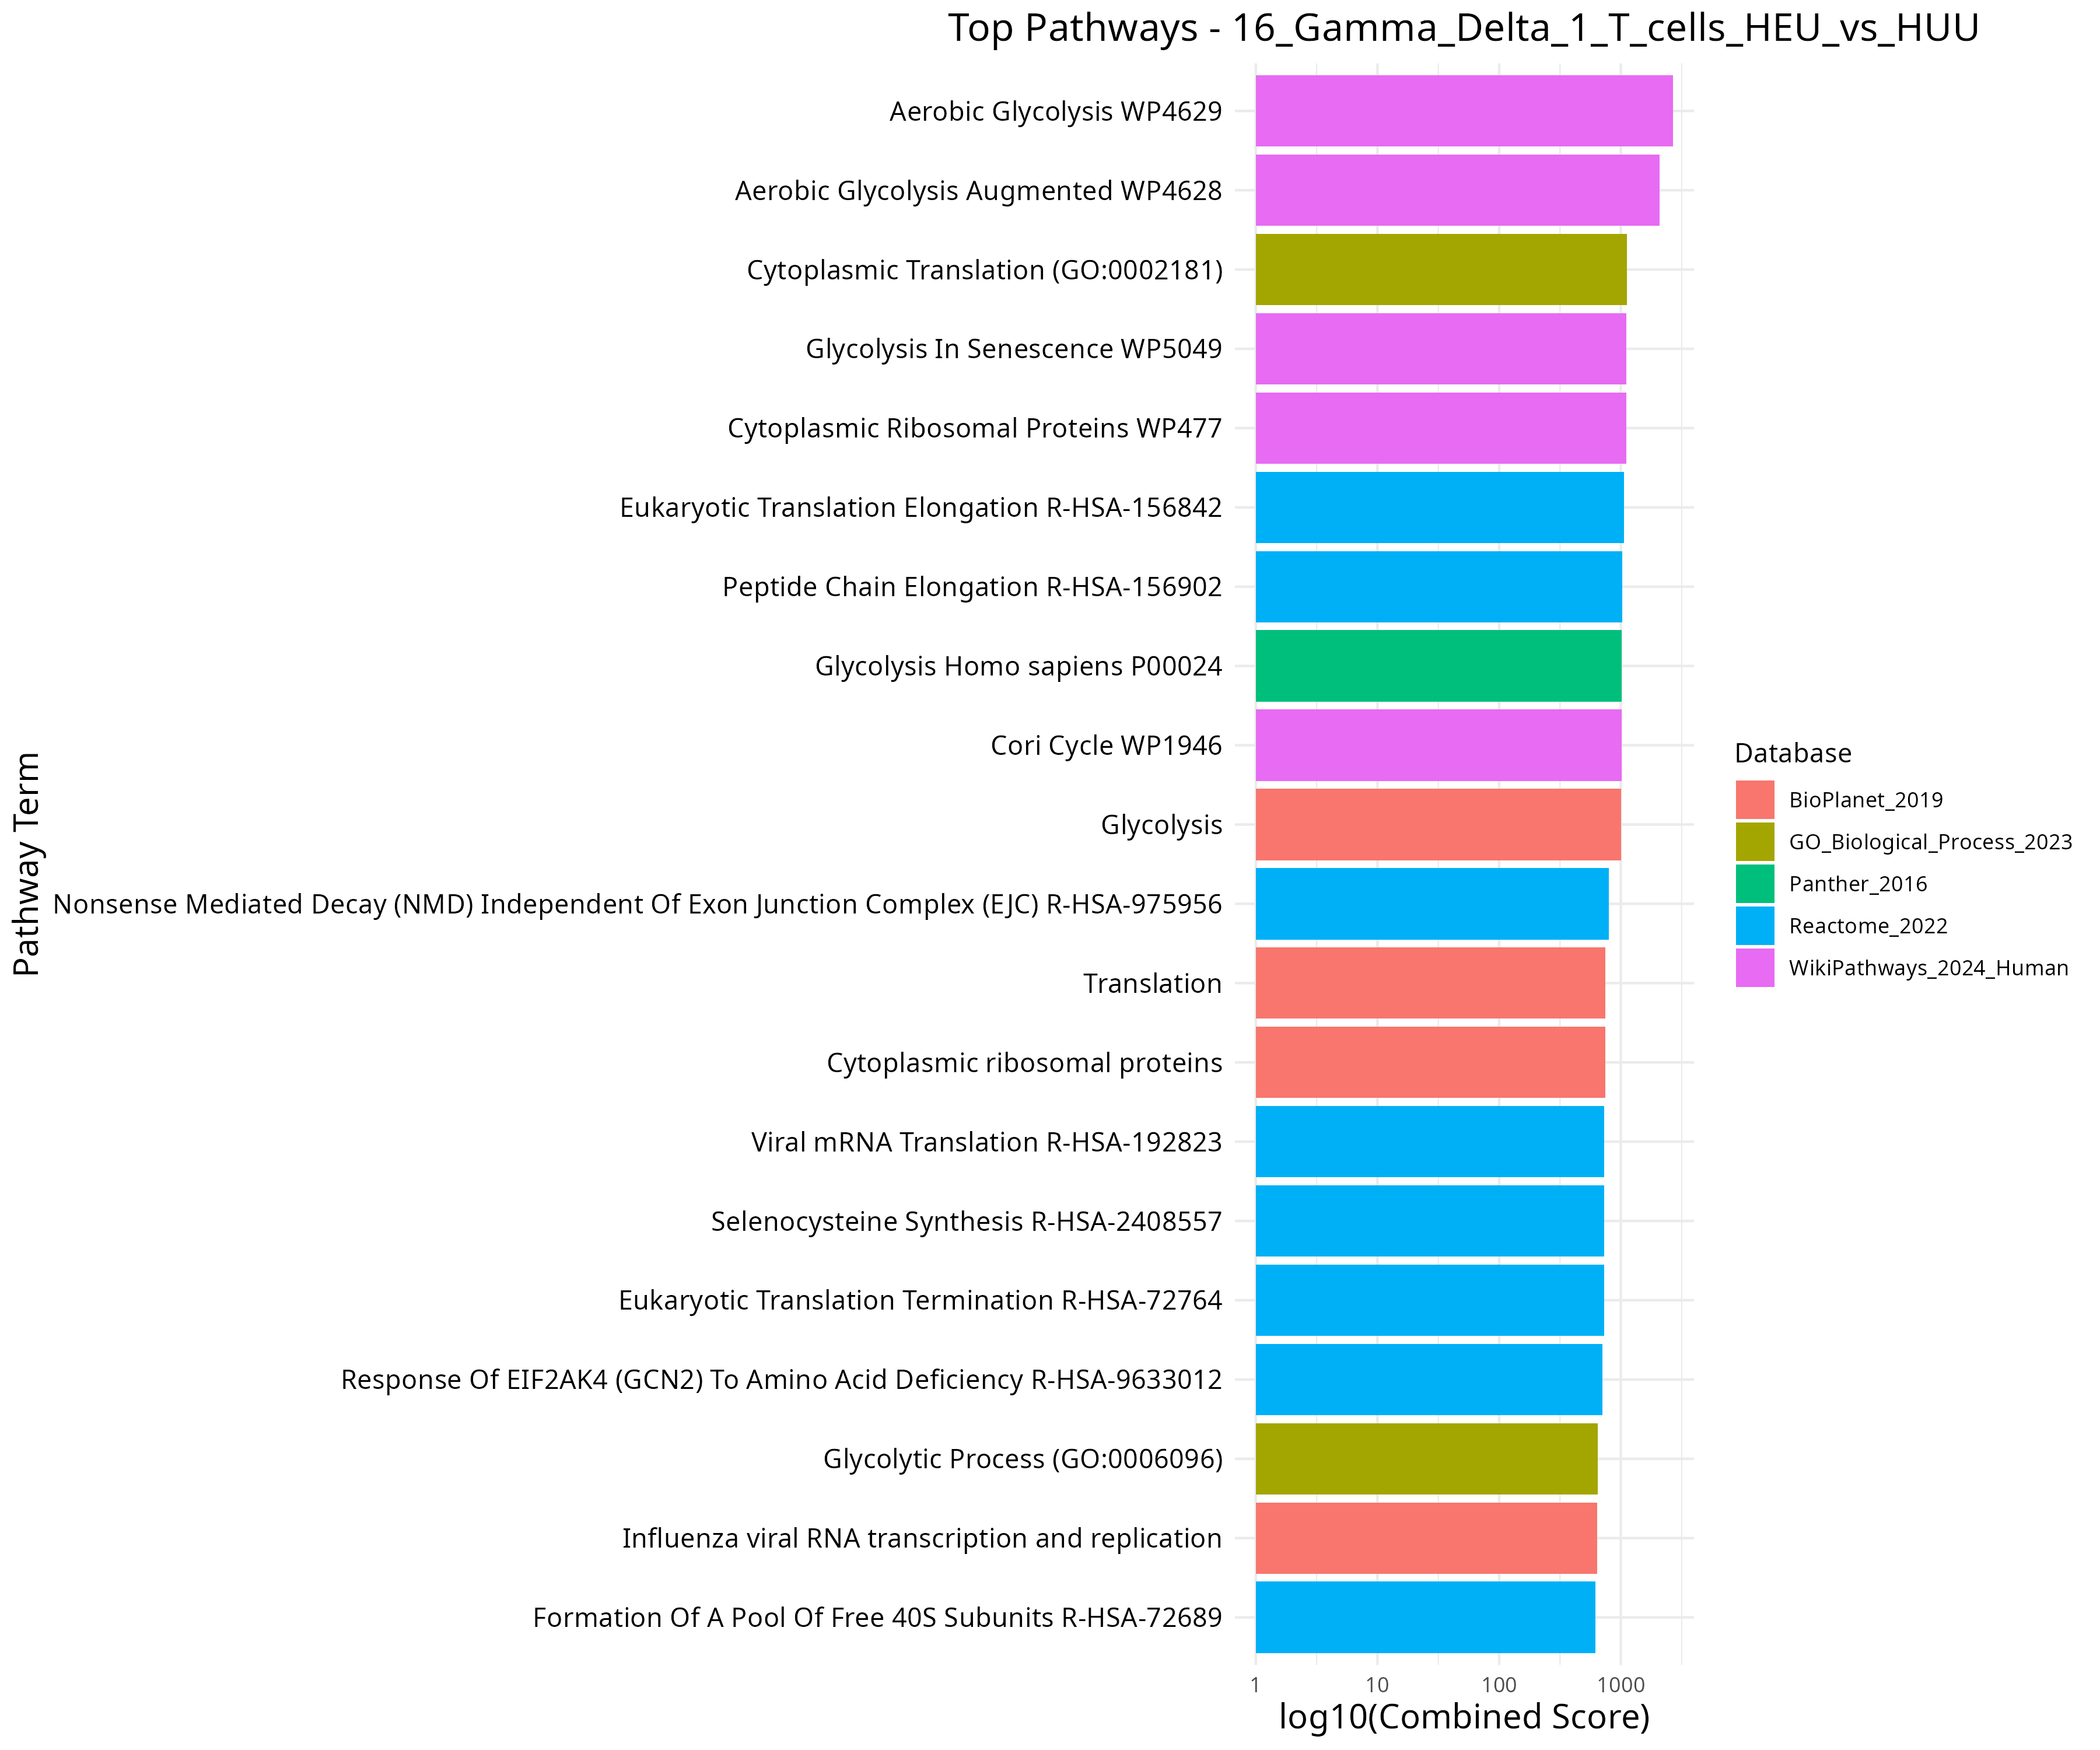 Top Pathways - 16_Gamma_Delta_1_T_cells_HEU_vs_HUU
Pathway Term
Aerobic Glycolysis WP4629
Aerobic Glycolysis Augmented WP4628
Cytoplasmic Translation (GO:0002181)
Glycolysis In Senescence WP5049
Cytoplasmic Ribosomal Proteins WP477
Eukaryotic Translation Elongation R-HSA-156842
Peptide Chain Elongation R-HSA-156902
Glycolysis Homo sapiens P00024
Cori Cycle WP1946
Glycolysis
Nonsense Mediated Decay (NMD) Independent Of Exon Junction Complex (EJC) R-HSA-975956
Translation
Cytoplasmic ribosomal proteins
Viral mRNA Translation R-HSA-192823
Selenocysteine Synthesis R-HSA-2408557
Eukaryotic Translation Termination R-HSA-72764
Response Of EIF2AK4 (GCN2) To Amino Acid Deficiency R-HSA-9633012
Glycolytic Process (GO:0006096)
Influenza viral RNA transcription and replication
Formation Of A Pool Of Free 40S Subunits R-HSA-72689
1 10 100 1000
log10(Combined Score)
Database
BioPlanet_2019
GO_Biological_Process_2023
Panther_2016
Reactome_2022
WikiPathways_2024_Human